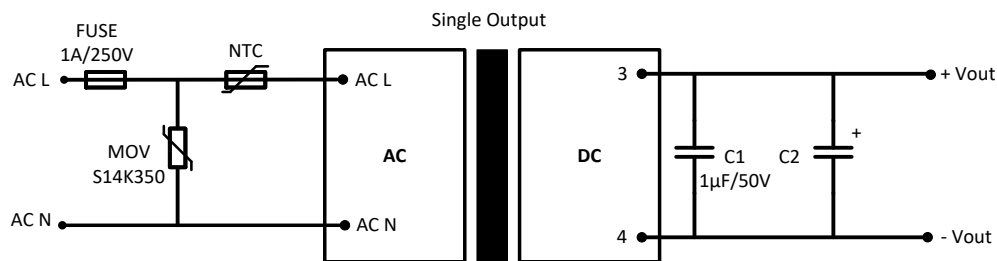 Single Output
FUSE
1A/250V
NTC
AC L
AC L
3
+ Vout
MOV
S14K350
AC
DC
C1
1μF/50V
C2
+
AC N
AC N
4
- Vout